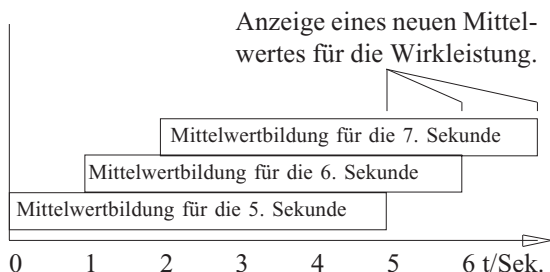 Anzeige eines neuen Mittel-
wertes für die Wirkleistung.
Mittelwertbildung für die 7. Sekunde
Mittelwertbildung für die 6. Sekunde
Mittelwertbildung für die 5. Sekunde
0 1 2 3 4 5 6 t/Sek.